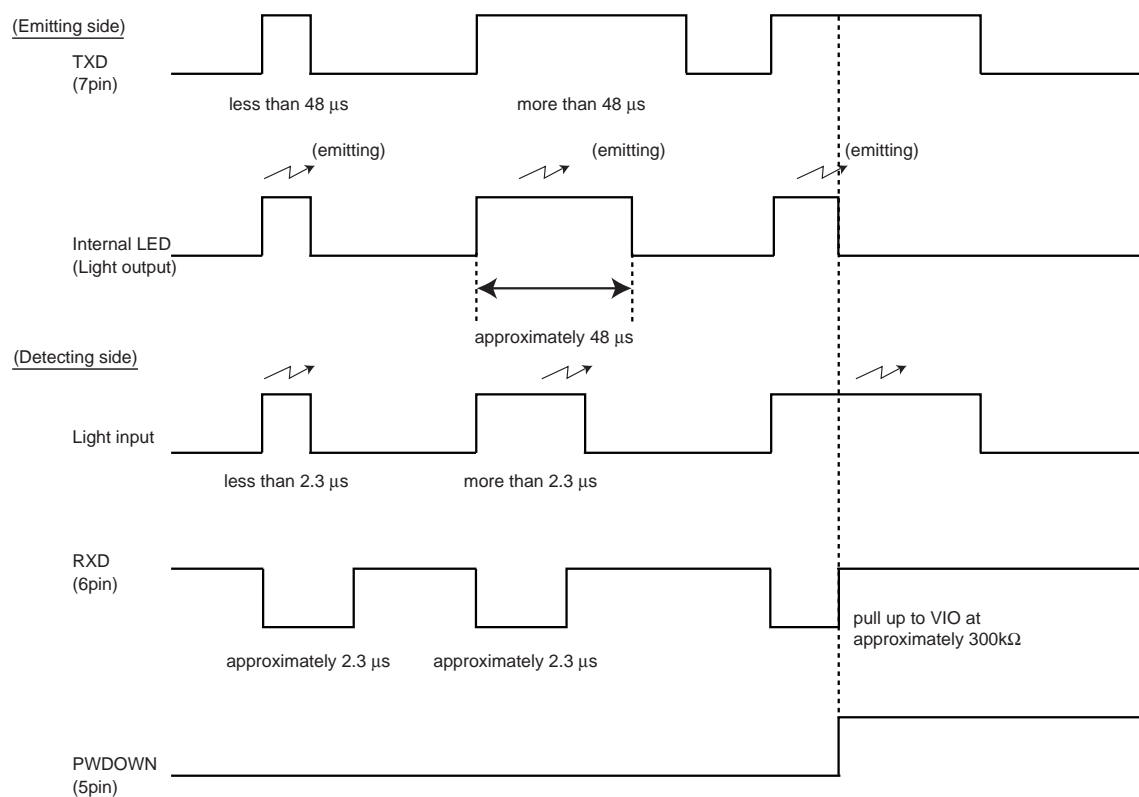 (Emitting side)
TXD
(7pin)
less than 48 μs
more than 48 μs
(emitting)
(emitting)
(emitting)
Internal LED
(Light output)
approximately 48 μs
(Detecting side)
Light input
less than 2.3 μs
more than 2.3 μs
RXD
(6pin)
approximately 2.3 μs
approximately 2.3 μs
pull up to VIO at
approximately 300kΩ
PWDOWN
(5pin)